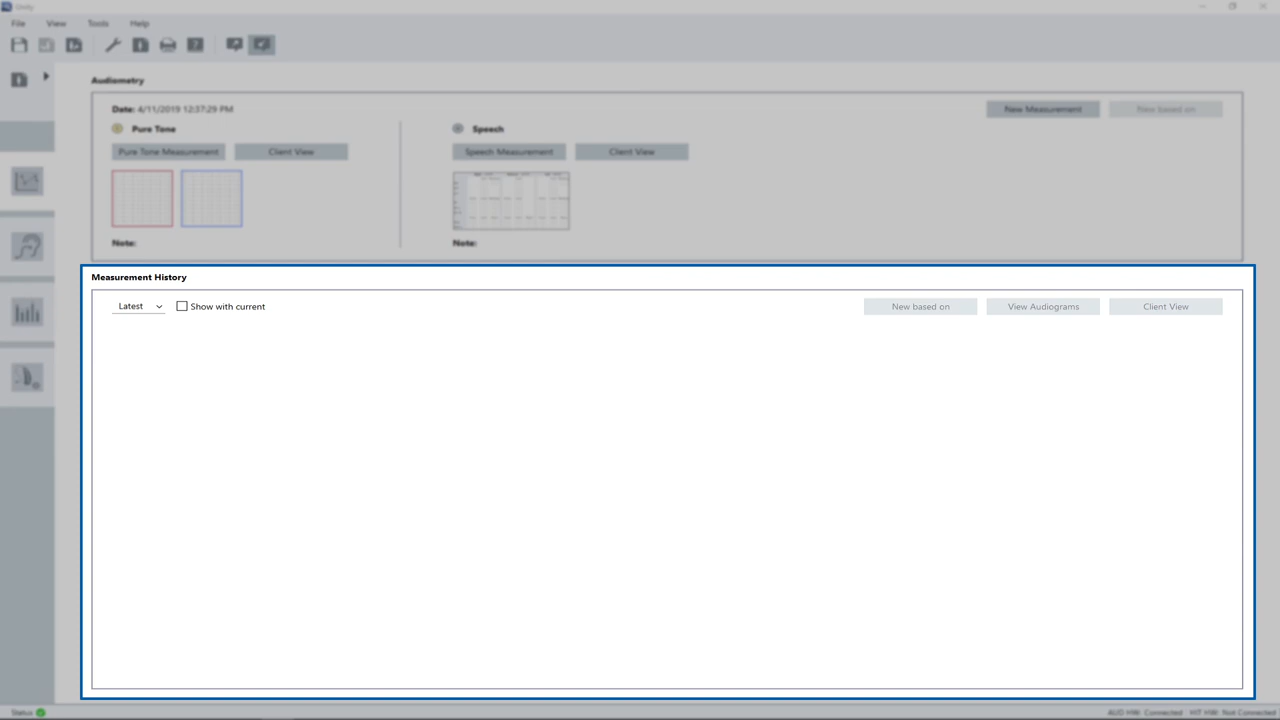 Unity
File View Tools Help
Audiometry
Date: 4/11/2019 12:37:29 PM
New Measurement New based on
Pure Tone Speech
Pure Tone Measurement Client View Speech Measurement Client View
Note: Note:
Measurement History
Latest Show with current New based on View Audiograms Client View
Status AUD HW: Connected HIT HW: Not Connected